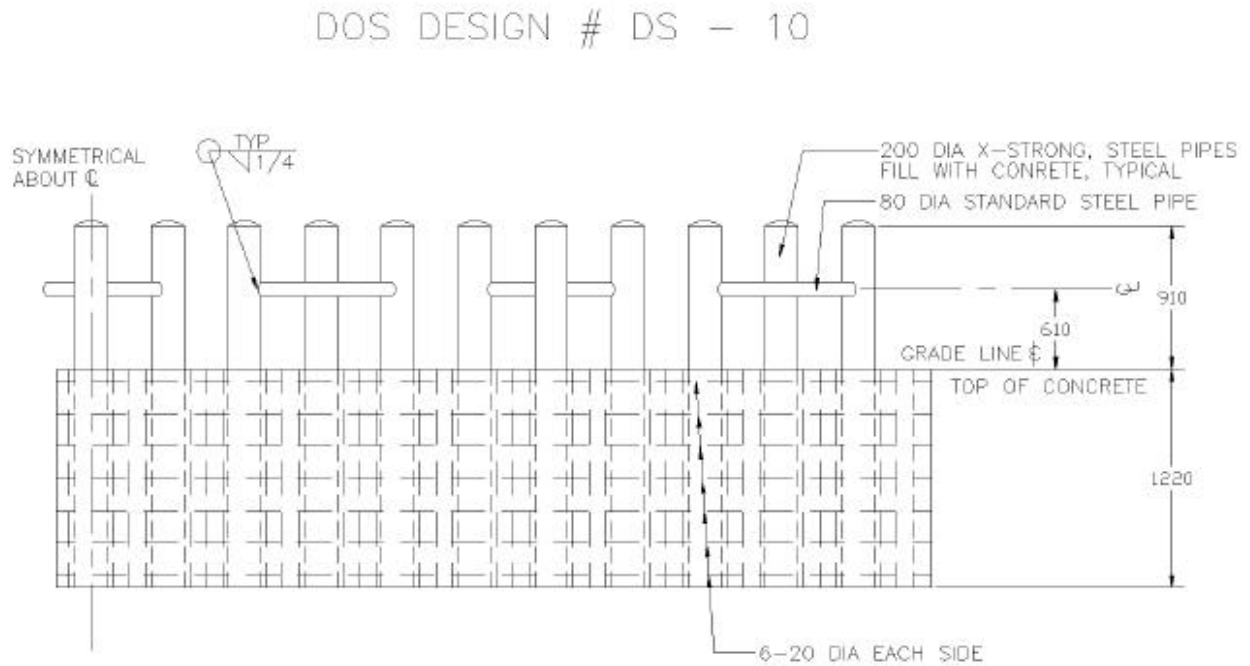 DOS DESIGN # DS - 10
SYMMETRICAL
ABOUT ℄
TYP
1/4
200 DIA X-STRONG, STEEL PIPES
FILL WITH CONRETE, TYPICAL
80 DIA STANDARD STEEL PIPE
℄
910
610
GRADE LINE ℄
TOP OF CONCRETE
1220
6-20 DIA EACH SIDE